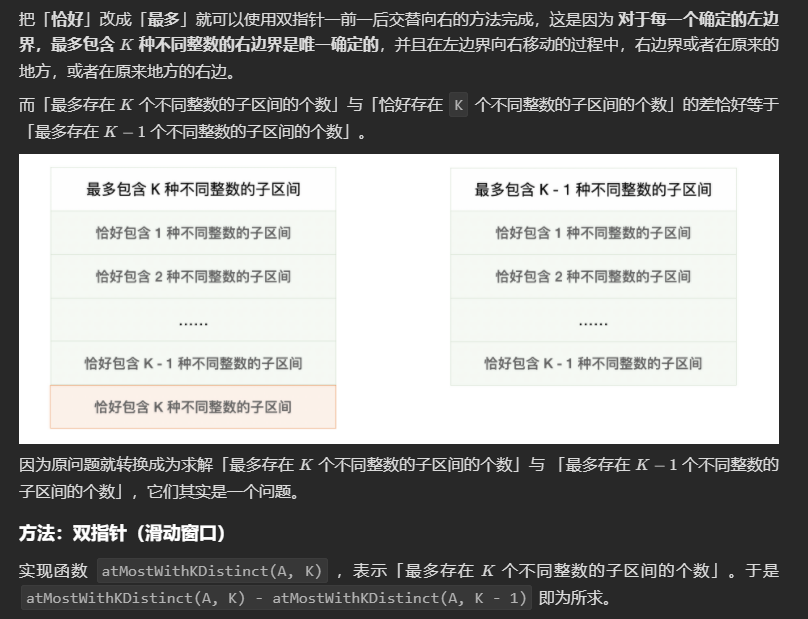 把「恰好」改成「最多」就可以使用双指针一前一后交替向右的方法完成，这是因为 对于每一个确定的左边
界，最多包含 K 种不同整数的右边界是唯一确定的，并且在左边界向右移动的过程中，右边界或者在原来的
地方，或者在原来地方的右边。
而「最多存在 K 个不同整数的子区间的个数」与「恰好存在 K 个不同整数的子区间的个数」的差恰好等于
「最多存在 K − 1 个不同整数的子区间的个数」。
最多包含 K 种不同整数的子区间
恰好包含 1 种不同整数的子区间
恰好包含 2 种不同整数的子区间
......
恰好包含 K - 1 种不同整数的子区间
恰好包含 K 种不同整数的子区间
最多包含 K - 1 种不同整数的子区间
恰好包含 1 种不同整数的子区间
恰好包含 2 种不同整数的子区间
......
恰好包含 K - 1 种不同整数的子区间
因为原问题就转换成为求解「最多存在 K 个不同整数的子区间的个数」与 「最多存在 K − 1 个不同整数的
子区间的个数」，它们其实是一个问题。
方法：双指针（滑动窗口）
实现函数 atMostWithKDistinct(A, K) ，表示「最多存在 K 个不同整数的子区间的个数」。于是
atMostWithKDistinct(A, K) - atMostWithKDistinct(A, K - 1) 即为所求。